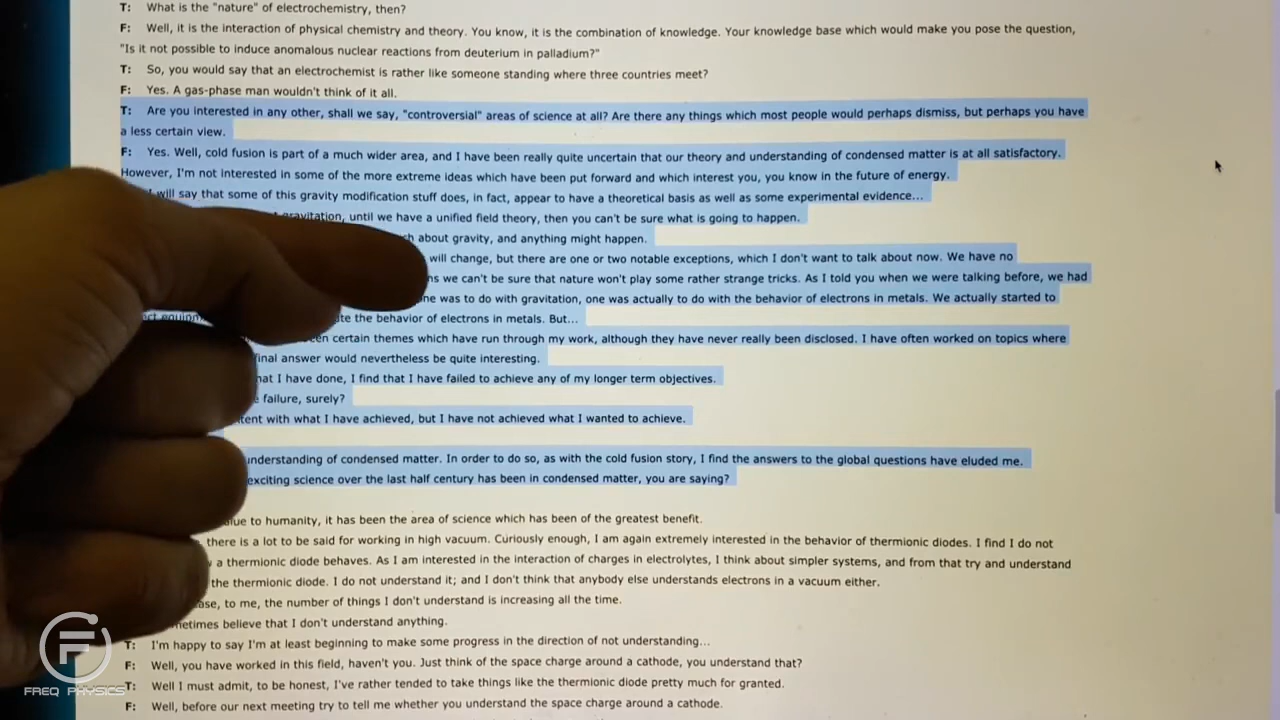 T: What is the "nature" of electrochemistry, then?
F: Well, it is the interaction of physical chemistry and theory. You know, it is the combination of knowledge. Your knowledge base which would make you pose the question,
"Is it not possible to induce anomalous nuclear reactions from deuterium in palladium?"
T: So, you would say that an electrochemist is rather like someone standing where three countries meet?
F: Yes. A gas-phase man wouldn't think of it all.
T: Are you interested in any other, shall we say, "controversial" areas of science at all? Are there any things which most people would perhaps dismiss, but perhaps you have
a less certain view.
F: Yes. Well, cold fusion is part of a much wider area, and I have been really quite uncertain that our theory and understanding of condensed matter is at all satisfactory.
However, I'm not interested in some of the more extreme ideas which have been put forward and which interest you, you know in the future of energy.
will say that some of this gravity modification stuff does, in fact, appear to have a theoretical basis as well as some experimental evidence...
gravitation, until we have a unified field theory, then you can't be sure what is going to happen.
about gravity, and anything might happen.
will change, but there are one or two notable exceptions, which I don't want to talk about now. We have no
we can't be sure that nature won't play some rather strange tricks. As I told you when we were talking before, we had
was to do with gravitation, one was actually to do with the behavior of electrons in metals. We actually started to
the behavior of electrons in metals. But...
certain themes which have run through my work, although they have never really been disclosed. I have often worked on topics where
final answer would nevertheless be quite interesting.
I have done, I find that I have failed to achieve any of my longer term objectives.
failure, surely?
with what I have achieved, but I have not achieved what I wanted to achieve.
understanding of condensed matter. In order to do so, as with the cold fusion story, I find the answers to the global questions have eluded me.
exciting science over the last half century has been in condensed matter, you are saying?
to humanity, it has been the area of science which has been of the greatest benefit.
there is a lot to be said for working in high vacuum. Curiously enough, I am again extremely interested in the behavior of thermionic diodes. I find I do not
a thermionic diode behaves. As I am interested in the interaction of charges in electrolytes, I think about simpler systems, and from that try and understand
the thermionic diode. I do not understand it; and I don't think that anybody else understands electrons in a vacuum either.
to me, the number of things I don't understand is increasing all the time.
believe that I don't understand anything.
T: I'm happy to say I'm at least beginning to make some progress in the direction of not understanding...
F: Well, you have worked in this field, haven't you. Just think of the space charge around a cathode, you understand that?
T: Well I must admit, to be honest, I've rather tended to take things like the thermionic diode pretty much for granted.
F: Well, before our next meeting try to tell me whether you understand the space charge around a cathode.
FREQ PHYSICS